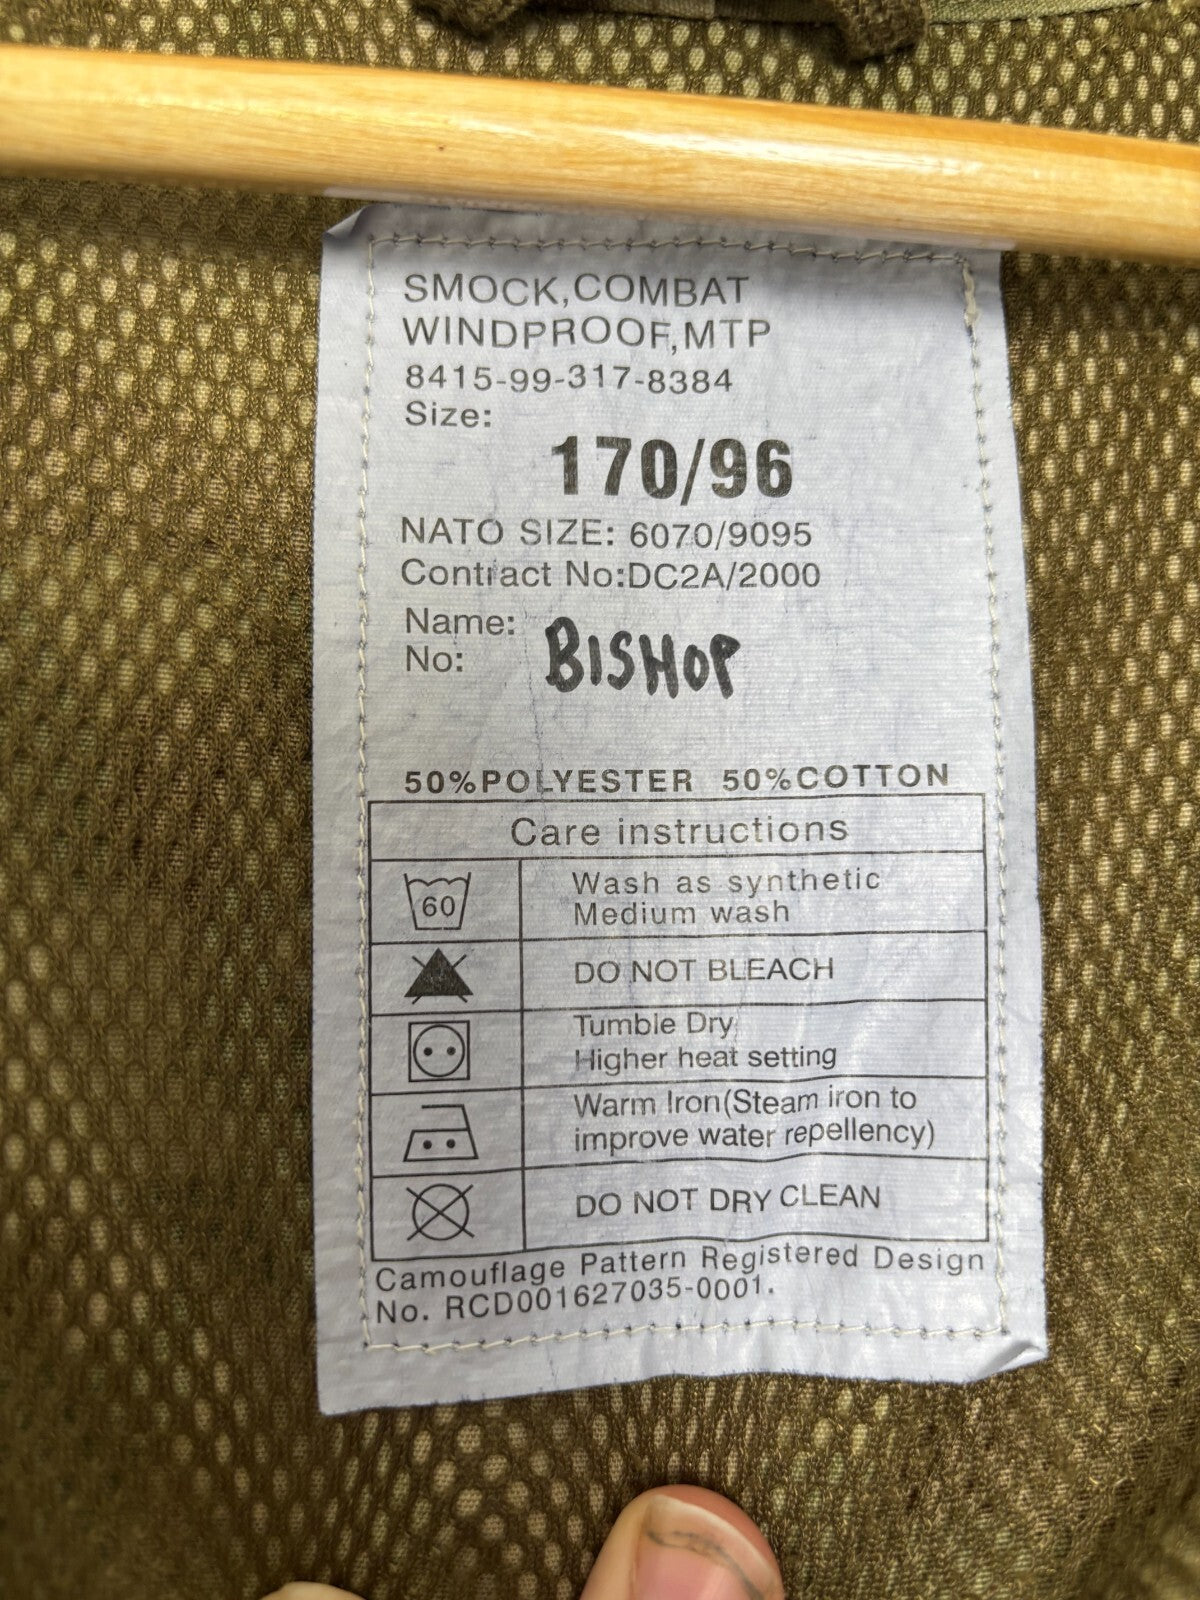 SMOCK,COMBAT
WINDPROOF,MTP
8415-99-317-8384
Size:
170/96
NATO SIZE: 6070/9095
Contract No:DC2A/2000
Name:
No: BISHOP
50%POLYESTER 50%COTTON
Care instructions
60 Wash as synthetic
Medium wash
DO NOT BLEACH
Tumble Dry
Higher heat setting
Warm Iron(Steam iron to
improve water repellency)
DO NOT DRY CLEAN
Camouflage Pattern Registered Design
No. RCD001627035-0001.